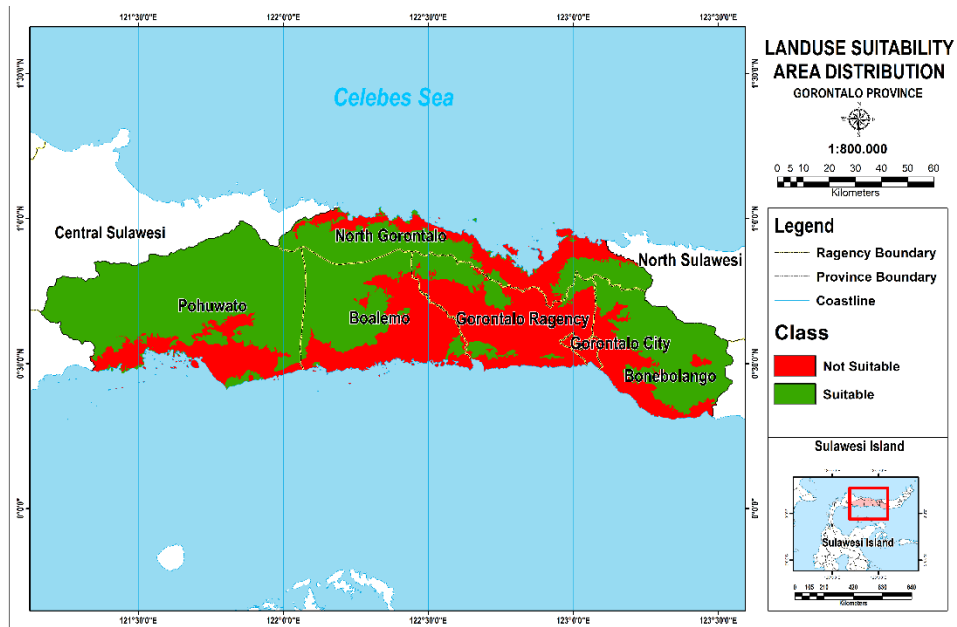 121°30'0"E 122°0'0"E 122°30'0"E 123°0'0"E 123°30'0"E
1°30'0"N 1°30'0"N
Celebes Sea
1°0'0"N 1°0'0"N
Central Sulawesi
North Gorontalo
North Sulawesi
Pohuwato
Boalemo
Gorontalo Ragency
Gorontalo City
Bonebolango
0°30'0"N 0°30'0"N
0°0'0" 0°0'0"
121°30'0"E 122°0'0"E 122°30'0"E 123°0'0"E 123°30'0"E
LANDUSE SUITABILITY
AREA DISTRIBUTION
GORONTALO PROVINCE
1:800.000
0 5 10 20 30 40 50 60
Kilometers
Legend
Ragency Boundary
Province Boundary
Coastline
Class
Not Suitable
Suitable
Sulawesi Island
Sulawesi Island
Kilometers